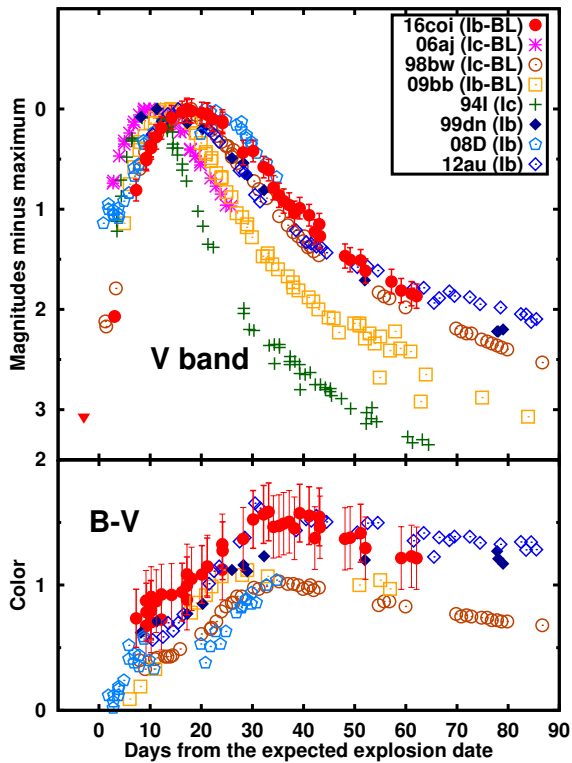 16coi (Ib-BL)
06aj (Ic-BL)
98bw (Ic-BL)
09bb (Ib-BL)
94I (Ic)
99dn (Ib)
08D (Ib)
12au (Ib)
Magnitudes minus maximum
0
1
2
3
V band
2
1
0
Color
B-V
0 10 20 30 40 50 60 70 80 90
Days from the expected explosion date